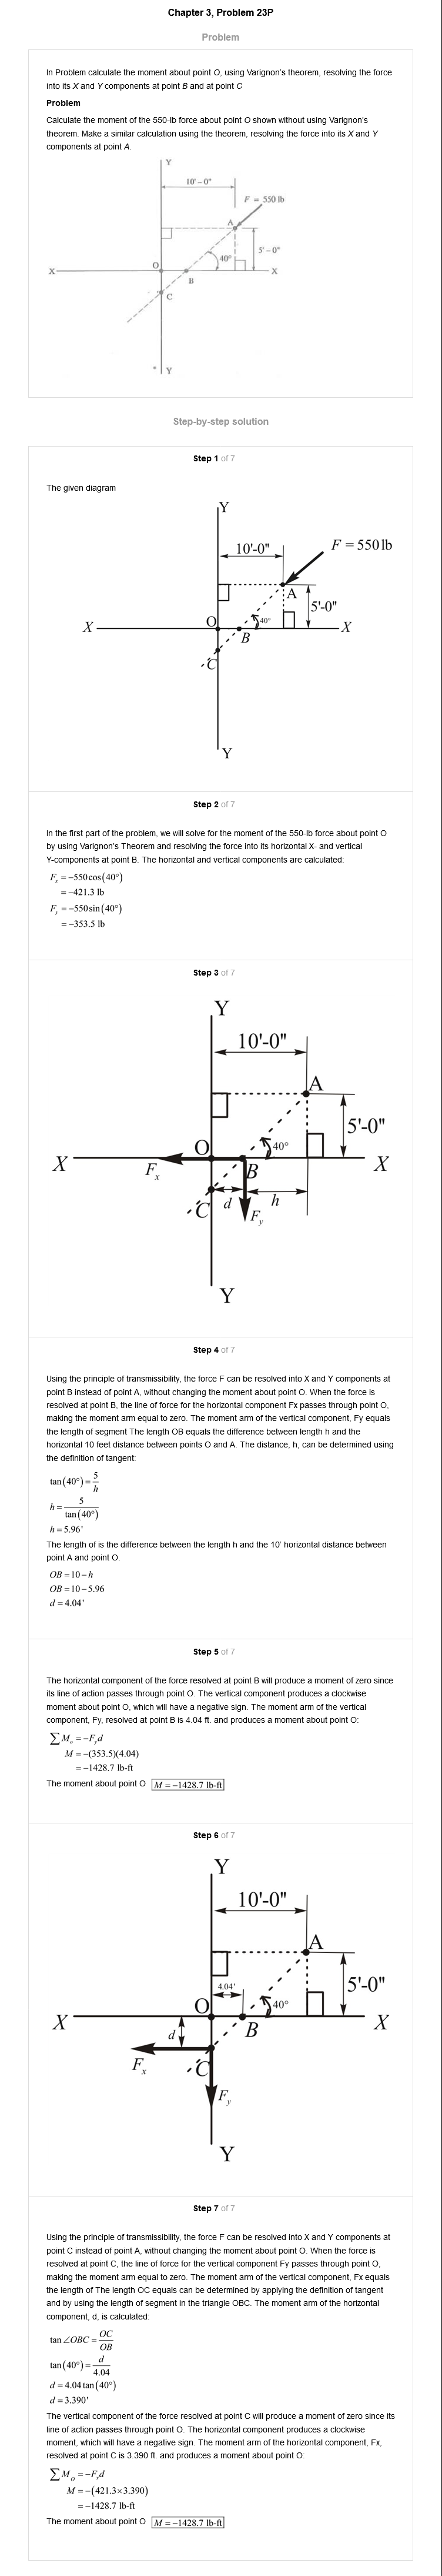 Chapter 3, Problem 23P
Problem
In Problem calculate the moment about point O, using Varignon's theorem, resolving the force
into its X and Y components at point B and at point C
Problem
Calculate the moment of the 550-lb force about point O shown without using Varignon's
theorem. Make a similar calculation using the theorem, resolving the force into its X and Y
components at point A.
Y
10'-0"
F = 550 lb
A
5'-0"
40°
O
X
X
B
C
Y
Step-by-step solution
Step 1 of 7
The given diagram
Y
10'-0"
F = 550 lb
A
5'-0"
O
40°
X
X
B
C
Y
Step 2 of 7
In the first part of the problem, we will solve for the moment of the 550-lb force about point O
by using Varignon's Theorem and resolving the force into its horizontal X- and vertical
Y-components at point B. The horizontal and vertical components are calculated:
Fx = −550cos(40°)
= −421.3 lb
Fy = −550sin(40°)
= −353.5 lb
Step 3 of 7
Y
10'-0"
A
5'-0"
O
40°
X
X
Fx
B
C
d
h
Fy
Y
Step 4 of 7
Using the principle of transmissibility, the force F can be resolved into X and Y components at
point B instead of point A, without changing the moment about point O. When the force is
resolved at point B, the line of force for the horizontal component Fx passes through point O,
making the moment arm equal to zero. The moment arm of the vertical component, Fy equals
the length of segment The length OB equals the difference between length h and the
horizontal 10 feet distance between points O and A. The distance, h, can be determined using
the definition of tangent:
tan(40°) = 5/h
h = 5/tan(40°)
h = 5.96'
The length of is the difference between the length h and the 10' horizontal distance between
point A and point O.
OB = 10 − h
OB = 10 − 5.96
d = 4.04'
Step 5 of 7
The horizontal component of the force resolved at point B will produce a moment of zero since
its line of action passes through point O. The vertical component produces a clockwise
moment about point O, which will have a negative sign. The moment arm of the vertical
component, Fy, resolved at point B is 4.04 ft. and produces a moment about point O:
∑Mo = −Fyd
M = −(353.5)(4.04)
= −1428.7 lb-ft
The moment about point O M = −1428.7 lb-ft
Step 6 of 7
Y
10'-0"
A
5'-0"
4.04'
O
40°
X
X
B
d
Fx
C
Fy
Y
Step 7 of 7
Using the principle of transmissibility, the force F can be resolved into X and Y components at
point C instead of point A, without changing the moment about point O. When the force is
resolved at point C, the line of force for the vertical component Fy passes through point O,
making the moment arm equal to zero. The moment arm of the vertical component, Fx equals
the length of The length OC equals can be determined by applying the definition of tangent
and by using the length of segment in the triangle OBC. The moment arm of the horizontal
component, d, is calculated:
tan ∠OBC = OC/OB
tan(40°) = d/4.04
d = 4.04 tan(40°)
d = 3.390'
The vertical component of the force resolved at point C will produce a moment of zero since its
line of action passes through point O. The horizontal component produces a clockwise
moment, which will have a negative sign. The moment arm of the horizontal component, Fx,
resolved at point C is 3.390 ft. and produces a moment about point O:
∑Mo = −Fxd
M = −(421.3×3.390)
= −1428.7 lb-ft
The moment about point O M = −1428.7 lb-ft